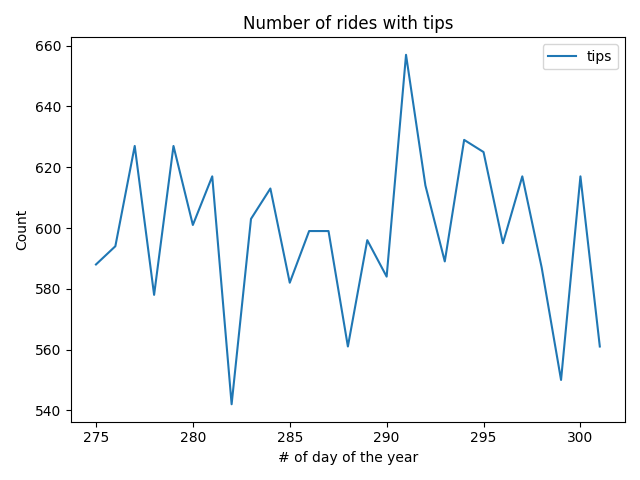 Number of rides with tips
tips
Count
660
640
620
600
580
560
540
275 280 285 290 295 300
# of day of the year